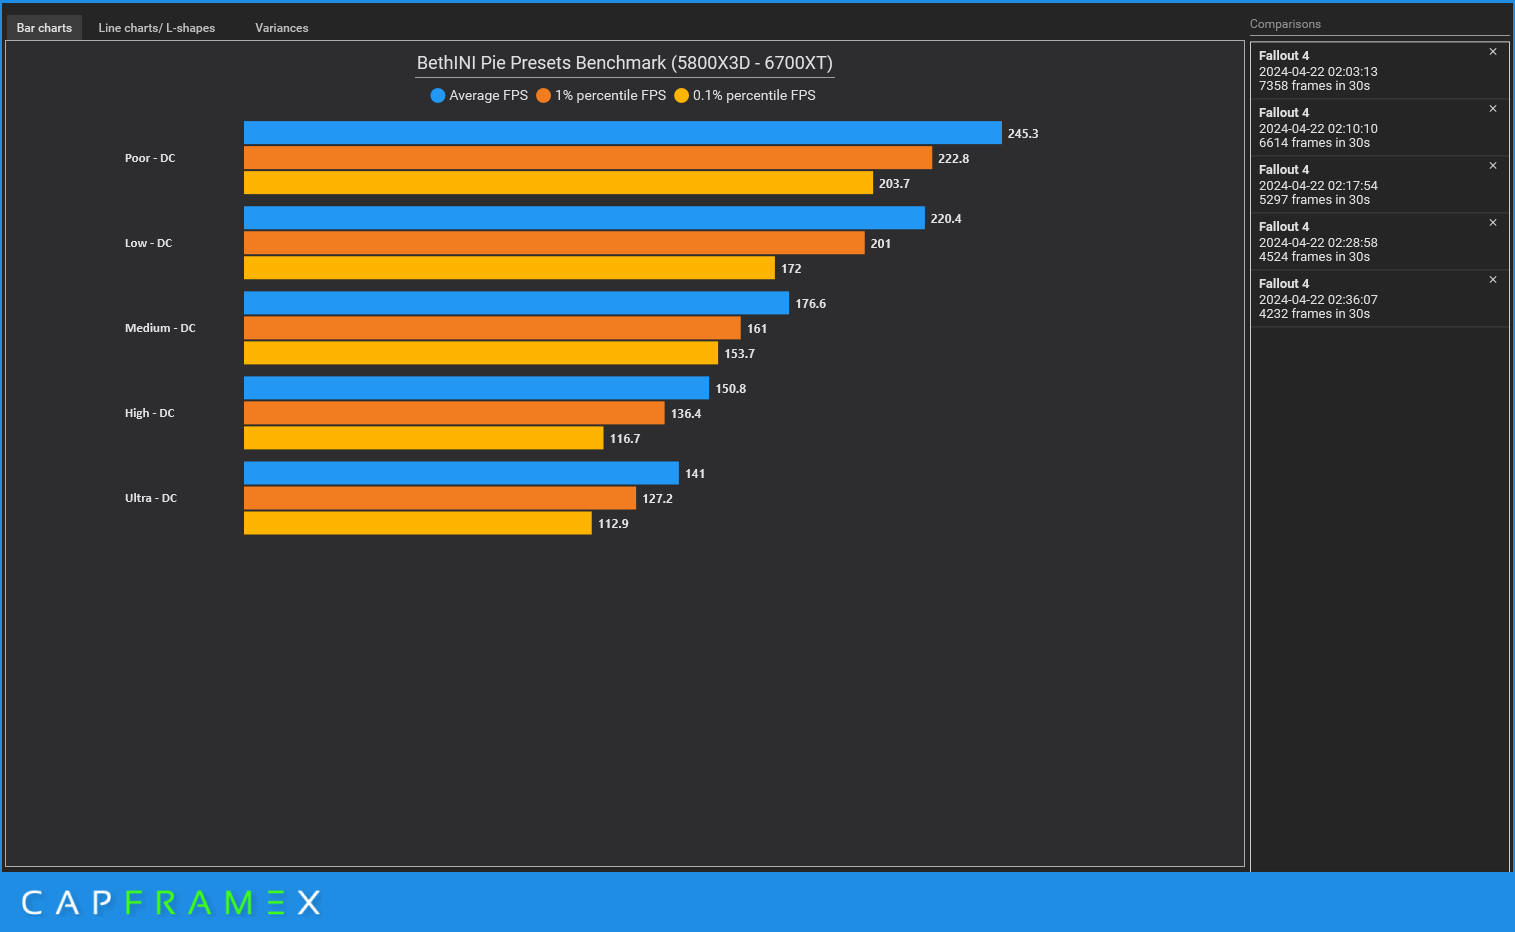 Bar charts Line charts/ L-shapes Variances
BethINI Pie Presets Benchmark (5800X3D - 6700XT)
Average FPS 1% percentile FPS 0.1% percentile FPS
245.3
Poor - DC 222.8
203.7
220.4
Low - DC 201
172
176.6
Medium - DC 161
153.7
150.8
High - DC 136.4
116.7
141
Ultra - DC 127.2
112.9
Comparisons
Fallout 4
2024-04-22 02:03:13
7358 frames in 30s
Fallout 4
2024-04-22 02:10:10
6614 frames in 30s
Fallout 4
2024-04-22 02:17:54
5297 frames in 30s
Fallout 4
2024-04-22 02:28:58
4524 frames in 30s
Fallout 4
2024-04-22 02:36:07
4232 frames in 30s
CAPFRAMEX